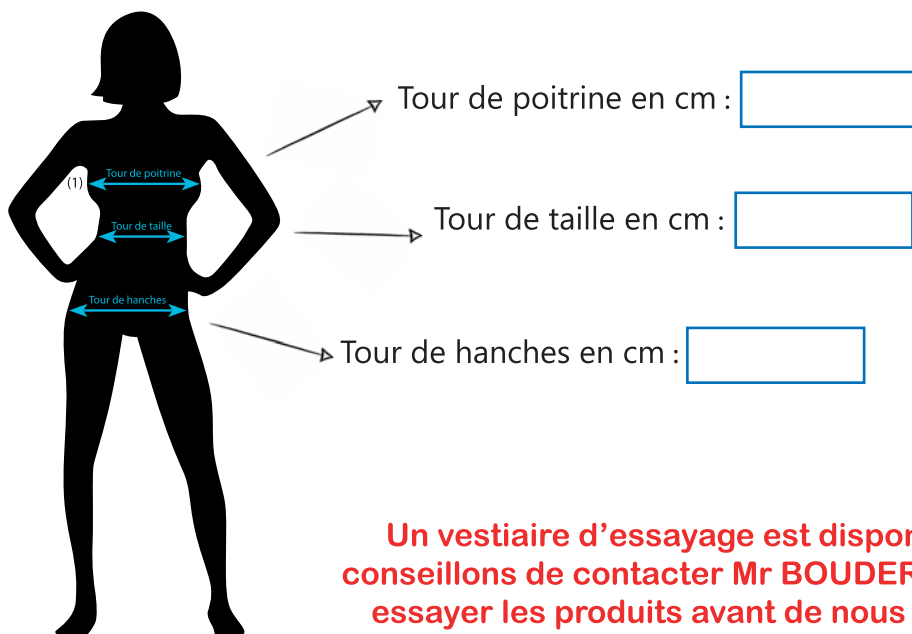 Tour de poitrine en cm :
(1)
Tour de poitrine
Tour de taille en cm :
Tour de taille
Tour de hanches
Tour de hanches en cm :
Un vestiaire d’essayage est
conseillons de contacter Mr
essayer les produits avant de nous